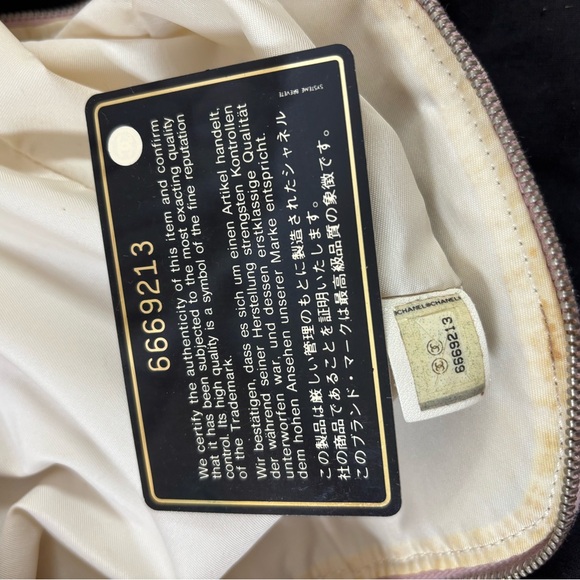 SYSTEME BREVETE
6669213
We certify the authenticity of this item and confirm
that it has been subjected to the most exacting quality
control. Its high quality is a symbol of the fine reputation
of the Trademark.
Wir bestätigen, dass es sich um einen Artikel handelt,
der während seiner Herstellung strengsten Kontrollen
unterworfen war, und dessen erstklassige Qualität
dem hohen Ansehen unserer Marke entspricht.
この製品は厳しい管理のもとに製造されたシャネル
社の商品であることを証明いたします。
このブランド・マークは最高級品質の象徴です。
CHANEL CHANEL
6669213